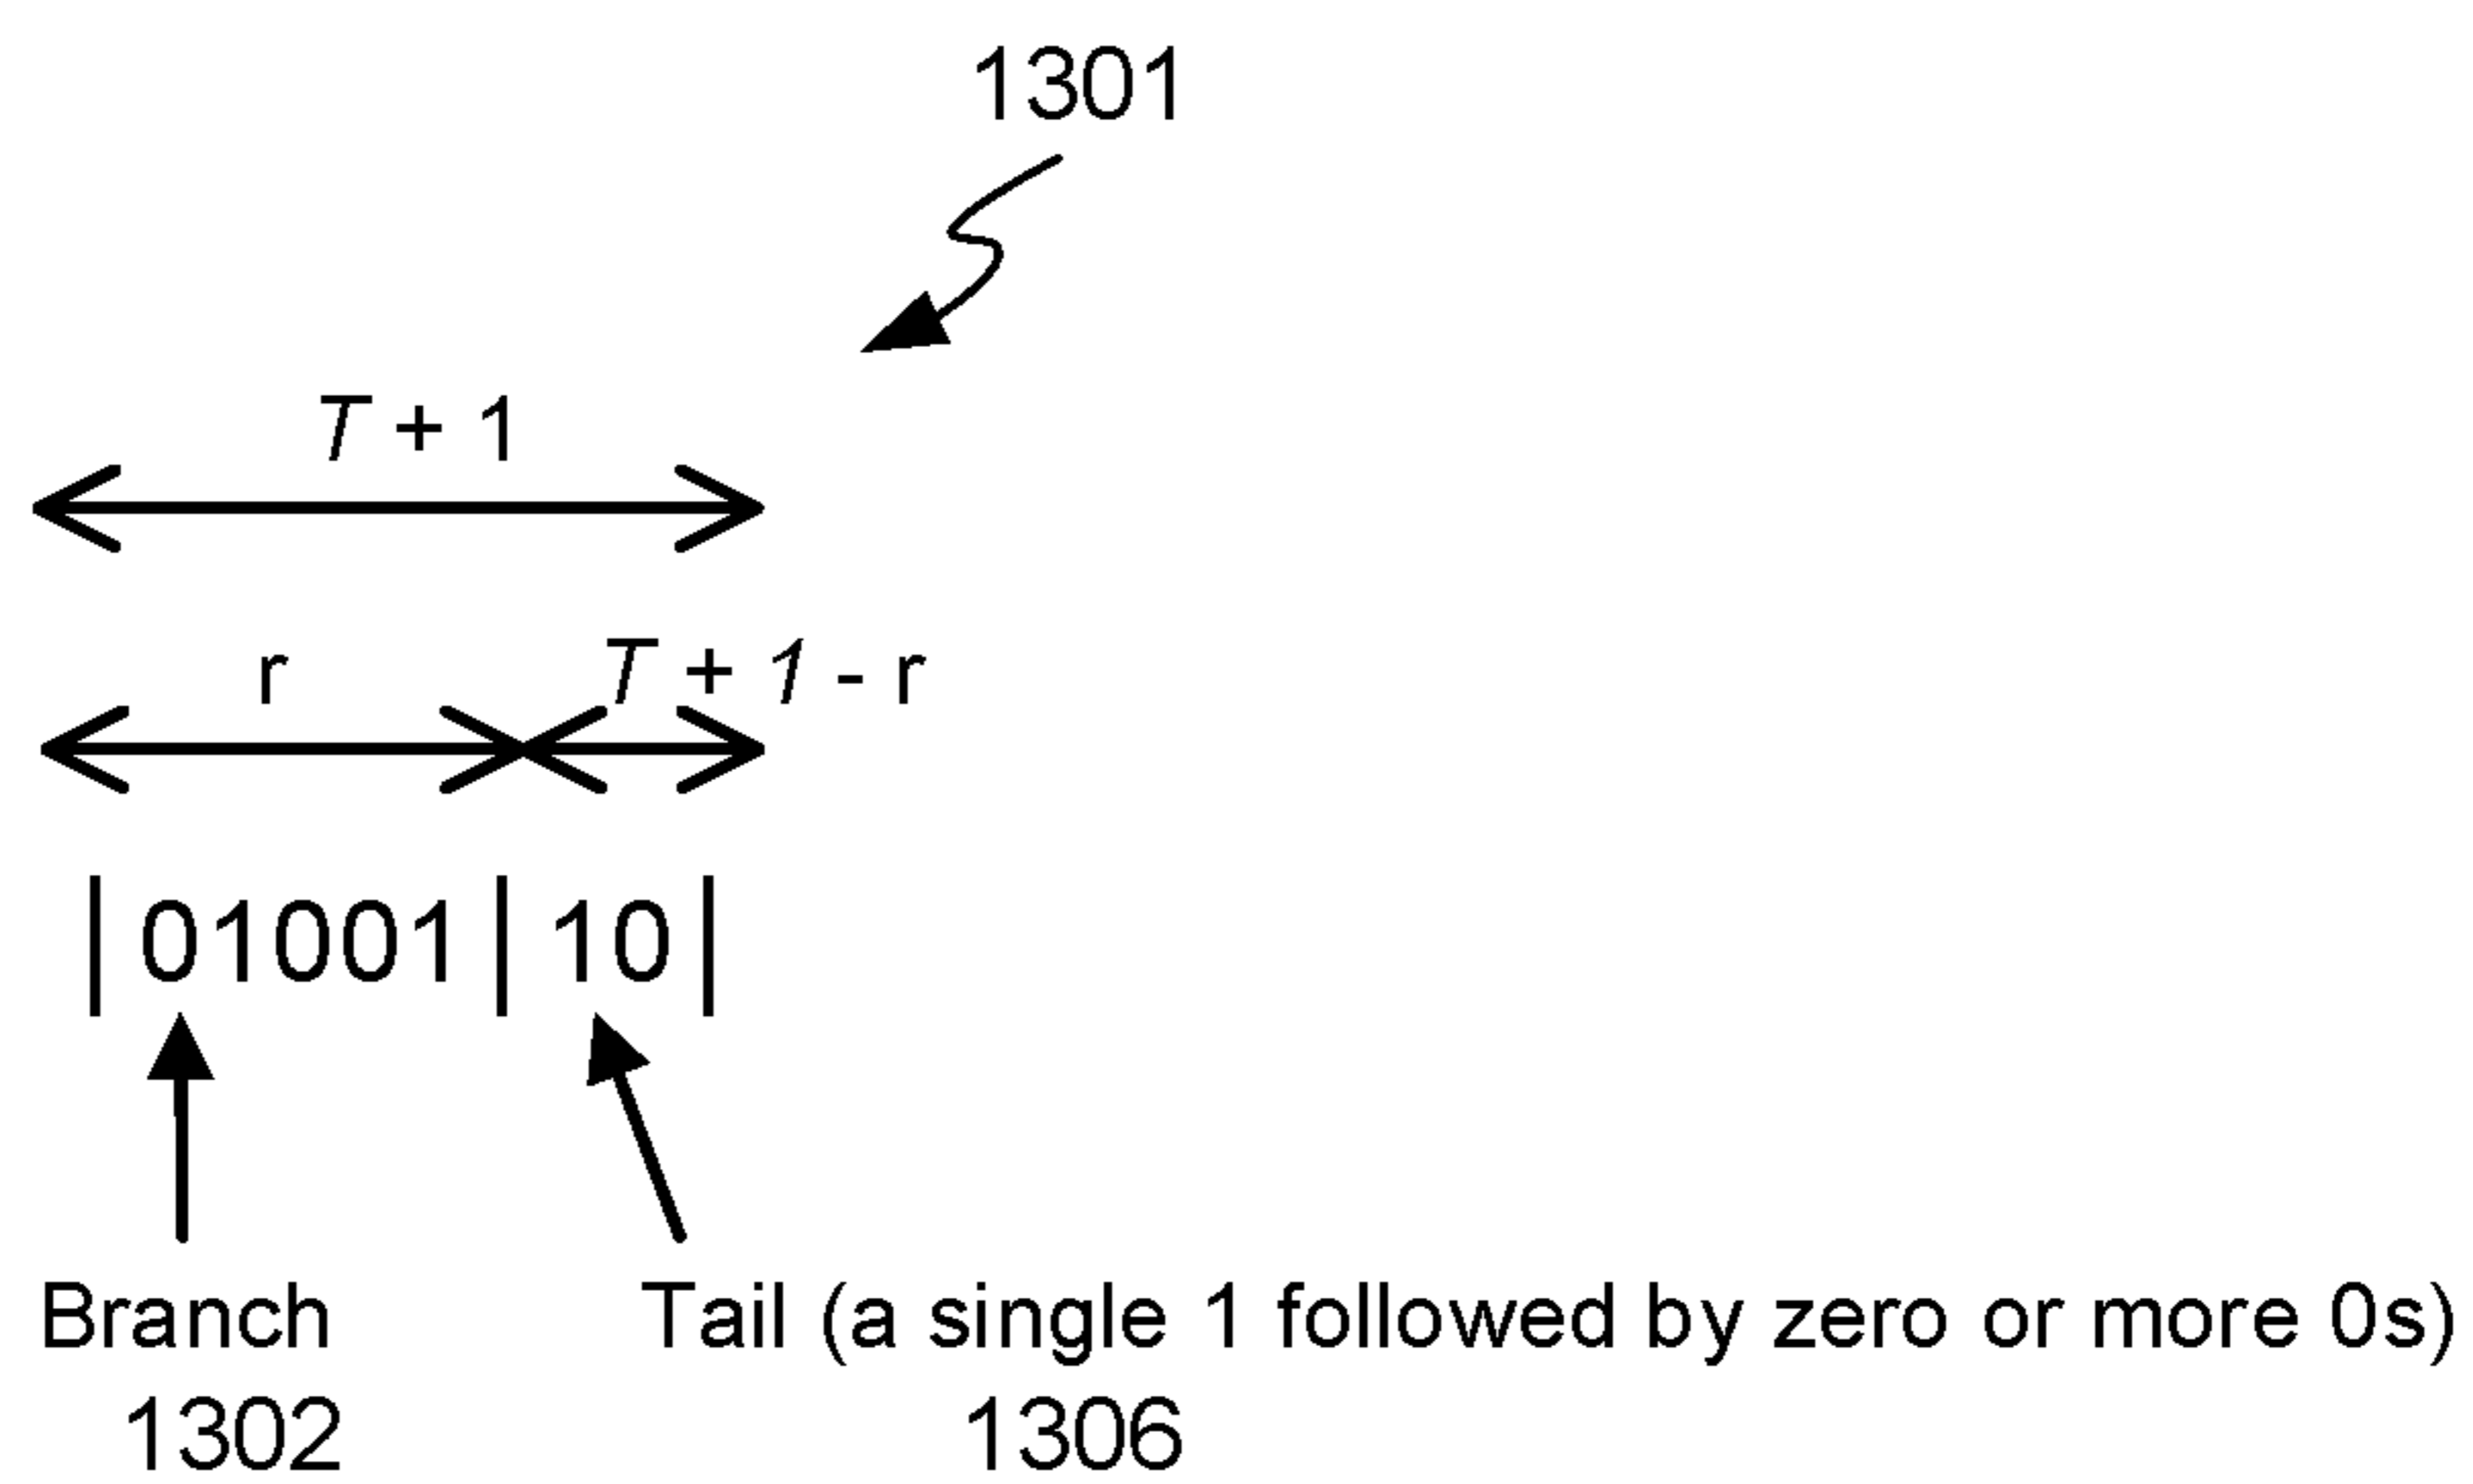 1301
T + 1
r T + 1 - r
|01001|10|
Branch Tail (a single 1 followed by zero or more 0s)
1302 1306